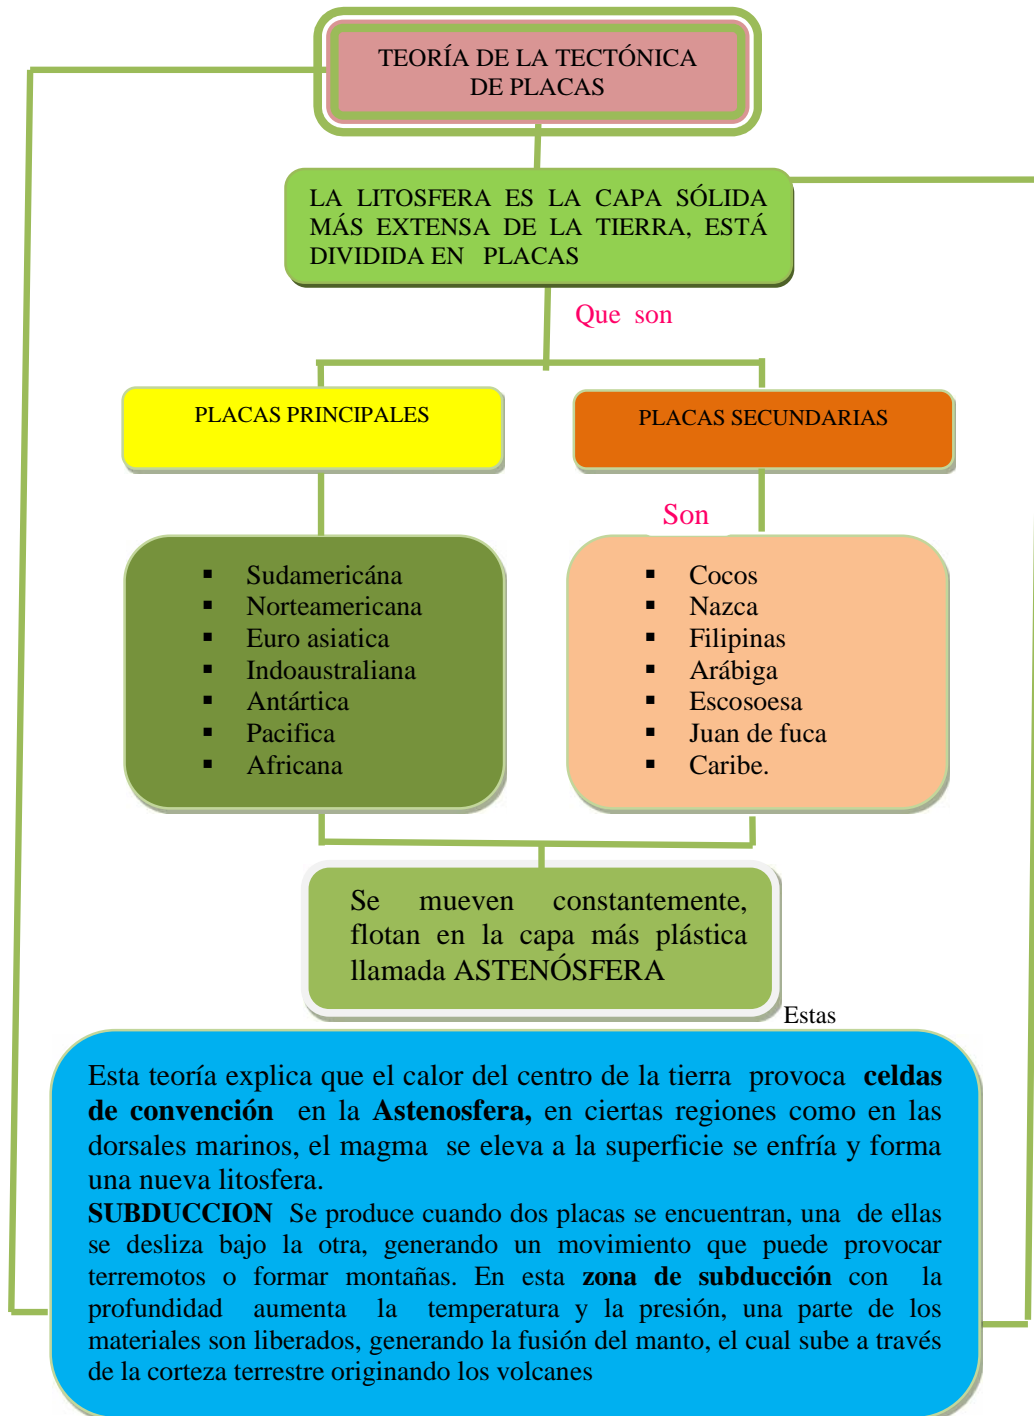 TEORÍA DE LA TECTÓNICA
DE PLACAS
LA LITOSFERA ES LA CAPA SÓLIDA
MÁS EXTENSA DE LA TIERRA, ESTÁ
DIVIDIDA EN PLACAS
Que son
PLACAS PRINCIPALES
PLACAS SECUNDARIAS
Son
▪ Sudamericána
▪ Norteamericana
▪ Euro asiatica
▪ Indoaustraliana
▪ Antártica
▪ Pacifica
▪ Africana
▪ Cocos
▪ Nazca
▪ Filipinas
▪ Arábiga
▪ Escosoesa
▪ Juan de fuca
▪ Caribe.
Se mueven constantemente,
flotan en la capa más plástica
llamada ASTENÓSFERA
Estas
Esta teoría explica que el calor del centro de la tierra provoca celdas
de convención en la Astenosfera, en ciertas regiones como en las
dorsales marinos, el magma se eleva a la superficie se enfría y forma
una nueva litosfera.
SUBDUCCION Se produce cuando dos placas se encuentran, una de ellas
se desliza bajo la otra, generando un movimiento que puede provocar
terremotos o formar montañas. En esta zona de subducción con la
profundidad aumenta la temperatura y la presión, una parte de los
materiales son liberados, generando la fusión del manto, el cual sube a través
de la corteza terrestre originando los volcanes